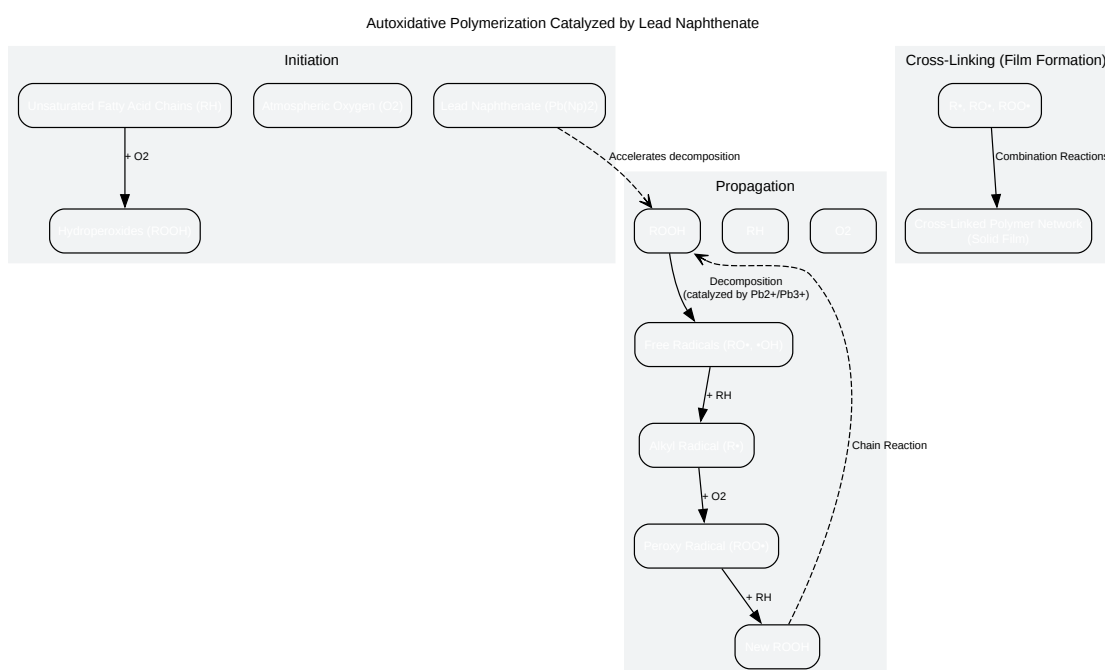 Autoxidative Polymerization Catalyzed by Lead Naphthenate
Initiation
Unsaturated Fatty Acid Chains (RH)
Atmospheric Oxygen (O2)
Lead Naphthenate (Pb(Np)2)
+ O2
Accelerates decomposition
Hydroperoxides (ROOH)
Propagation
ROOH
RH
O2
Decomposition
(catalyzed by Pb2+/Pb3+)
Free Radicals (RO•, •OH)
+ RH
Alkyl Radical (R•)
Chain Reaction
+ O2
Peroxy Radical (ROO•)
+ RH
New ROOH
Cross-Linking (Film Formation)
R•, RO•, ROO•
Combination Reactions
Cross-Linked Polymer Network
(Solid Film)